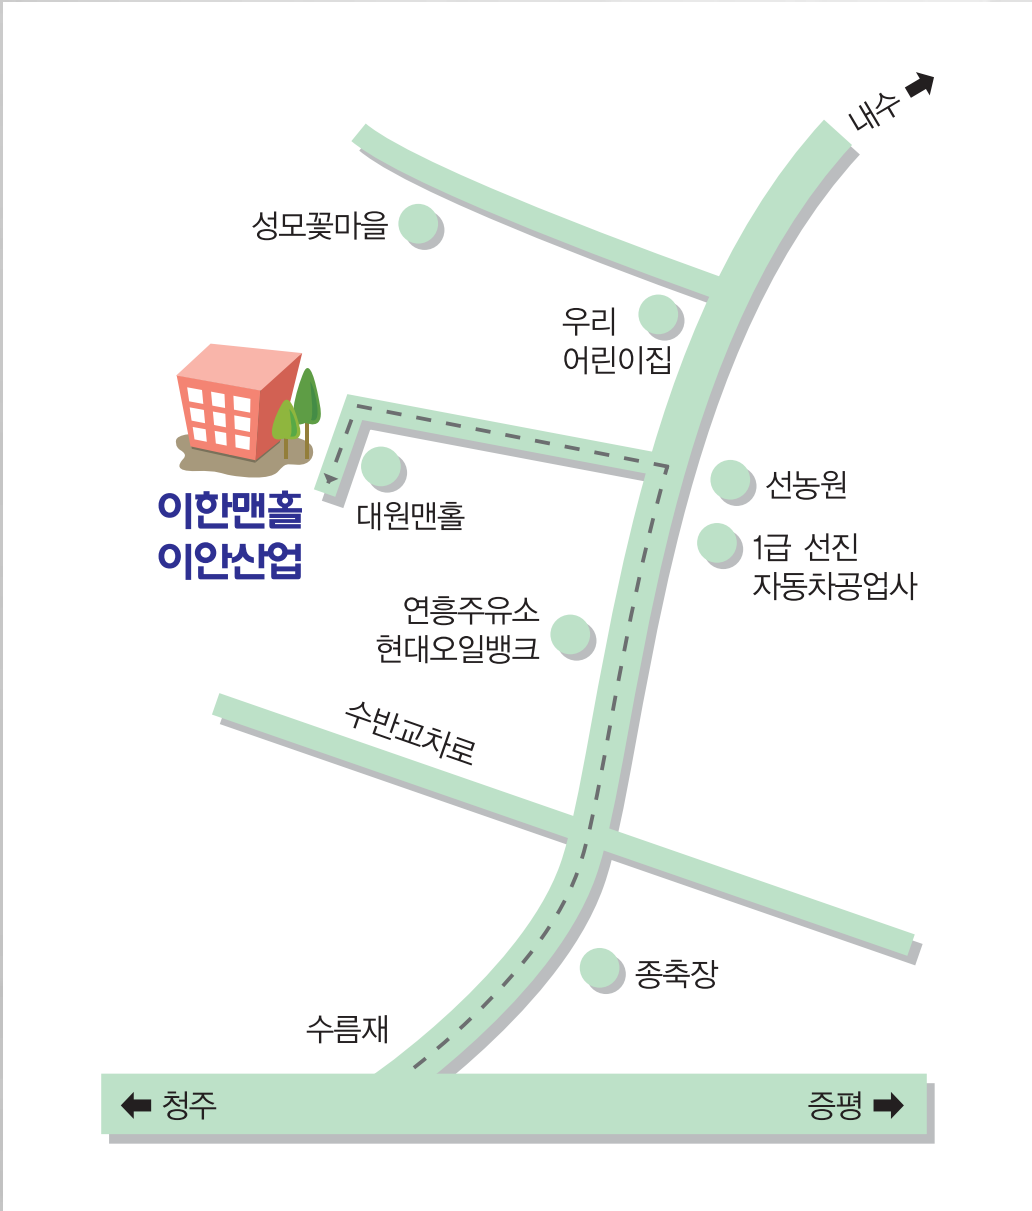 내수
성모꽃마을
우리
어린이집
이한맨홀
이안산업
대원맨홀
선농원
1급 선진
자동차공업사
연흥주유소
현대오일뱅크
수반교차로
종축장
수름재
청주
증평